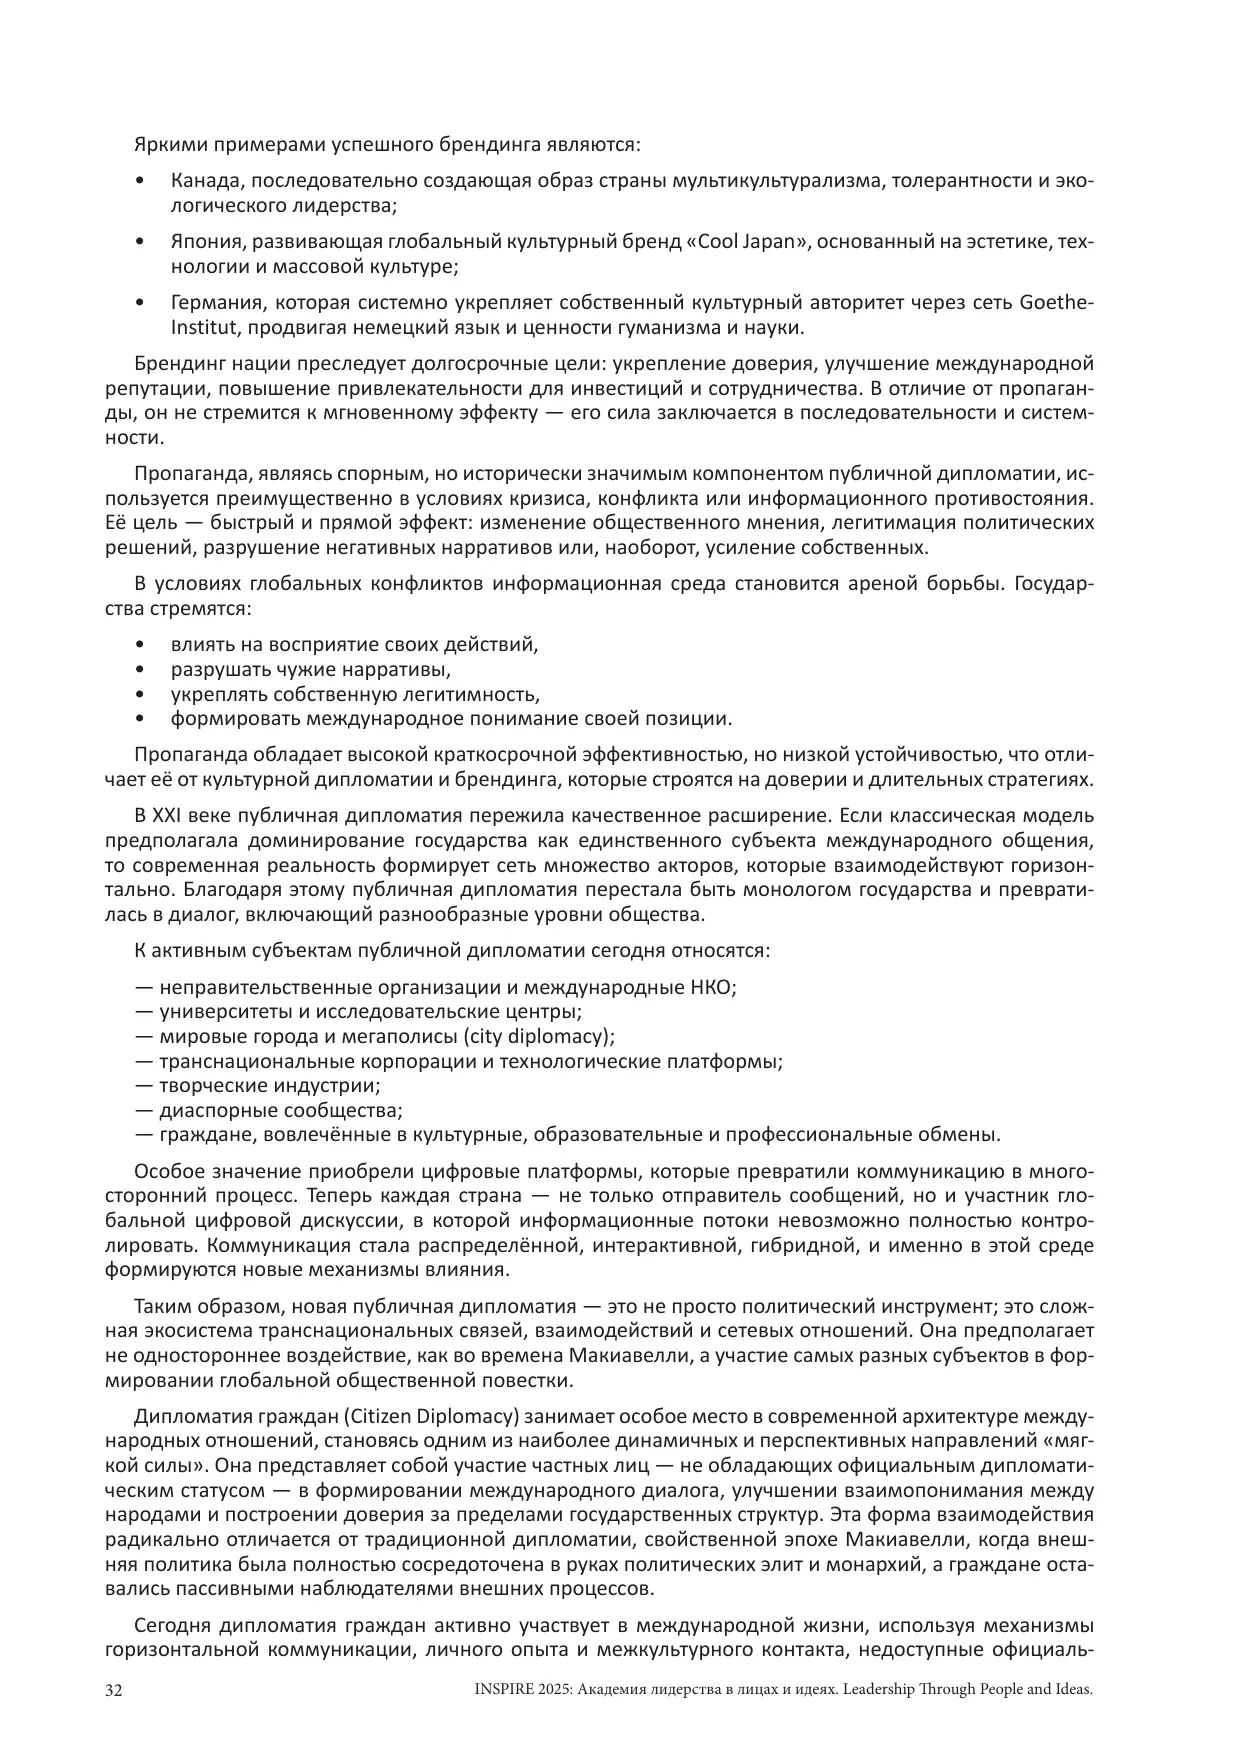 Яркими примерами успешного брендинга являются:
• Канада, последовательно создающая образ страны мультикультурализма, толерантности и эко-
логического лидерства;
• Япония, развивающая глобальный культурный бренд «Cool Japan», основанный на эстетике, тех-
нологии и массовой культуре;
• Германия, которая системно укрепляет собственный культурный авторитет через сеть Goethe-
Institut, продвигая немецкий язык и ценности гуманизма и науки.
Брендинг нации преследует долгосрочные цели: укрепление доверия, улучшение международной
репутации, повышение привлекательности для инвестиций и сотрудничества. В отличие от пропаган-
ды, он не стремится к мгновенному эффекту — его сила заключается в последовательности и систем-
ности.
Пропаганда, являясь спорным, но исторически значимым компонентом публичной дипломатии, ис-
пользуется преимущественно в условиях кризиса, конфликта или информационного противостояния.
Её цель — быстрый и прямой эффект: изменение общественного мнения, легитимация политических
решений, разрушение негативных нарративов или, наоборот, усиление собственных.
В условиях глобальных конфликтов информационная среда становится ареной борьбы. Государ-
ства стремятся:
• влиять на восприятие своих действий,
• разрушать чужие нарративы,
• укреплять собственную легитимность,
• формировать международное понимание своей позиции.
Пропаганда обладает высокой краткосрочной эффективностью, но низкой устойчивостью, что отли-
чает её от культурной дипломатии и брендинга, которые строятся на доверии и длительных стратегиях.
В XXI веке публичная дипломатия пережила качественное расширение. Если классическая модель
предполагала доминирование государства как единственного субъекта международного общения,
то современная реальность формирует сеть множество акторов, которые взаимодействуют горизон-
тально. Благодаря этому публичная дипломатия перестала быть монологом государства и преврати-
лась в диалог, включающий разнообразные уровни общества.
К активным субъектам публичной дипломатии сегодня относятся:
— неправительственные организации и международные НКО;
— университеты и исследовательские центры;
— мировые города и мегаполисы (city diplomacy);
— транснациональные корпорации и технологические платформы;
— творческие индустрии;
— диаспорные сообщества;
— граждане, вовлечённые в культурные, образовательные и профессиональные обмены.
Особое значение приобрели цифровые платформы, которые превратили коммуникацию в много-
сторонний процесс. Теперь каждая страна — не только отправитель сообщений, но и участник гло-
бальной цифровой дискуссии, в которой информационные потоки невозможно полностью контро-
лировать. Коммуникация стала распределённой, интерактивной, гибридной, и именно в этой среде
формируются новые механизмы влияния.
Таким образом, новая публичная дипломатия — это не просто политический инструмент; это слож-
ная экосистема транснациональных связей, взаимодействий и сетевых отношений. Она предполагает
не одностороннее воздействие, как во времена Макиавелли, а участие самых разных субъектов в фор-
мировании глобальной общественной повестки.
Дипломатия граждан (Citizen Diplomacy) занимает особое место в современной архитектуре между-
народных отношений, становясь одним из наиболее динамичных и перспективных направлений «мяг-
кой силы». Она представляет собой участие частных лиц — не обладающих официальным дипломати-
ческим статусом — в формировании международного диалога, улучшении взаимопонимания между
народами и построении доверия за пределами государственных структур. Эта форма взаимодействия
радикально отличается от традиционной дипломатии, свойственной эпохе Макиавелли, когда внеш-
няя политика была полностью сосредоточена в руках политических элит и монархий, а граждане оста-
вались пассивными наблюдателями внешних процессов.
Сегодня дипломатия граждан активно участвует в международной жизни, используя механизмы
горизонтальной коммуникации, личного опыта и межкультурного контакта, недоступные официаль-
32 INSPIRE 2025: Академия лидерства в лицах и идеях. Leadership Through People and Ideas.